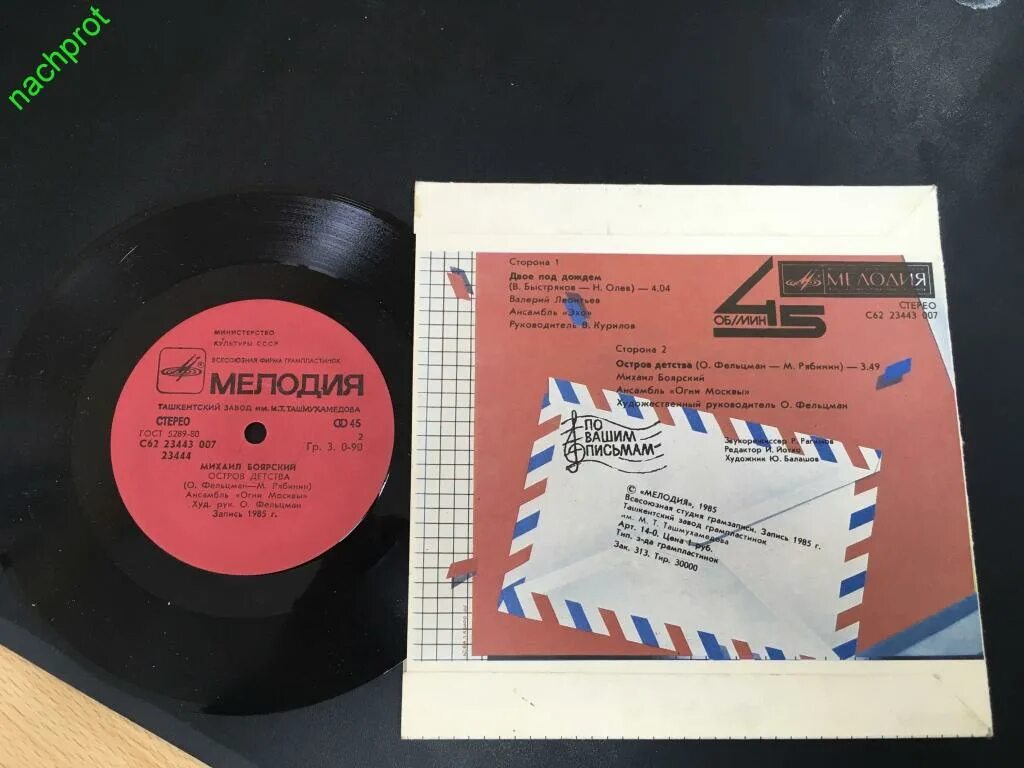 nachprot
МИНИСТЕРСТВО
КУЛЬТУРЫ СССР
ВСЕСОЮЗНАЯ ФИРМА ГРАМПЛАСТИНОК
МЕЛОДИЯ
ТАШКЕНТСКИЙ ЗАВОД ИМ. М.Т. ТАШМУХАМЕДОВА
СТЕРЕО 45
ГОСТ 5289-80 2
С62 23443 007 Гр. 3. 0-90
23444
МИХАИЛ БОЯРСКИЙ
ОСТРОВ ДЕТСТВА
(О. Фельцман—М. Рябинин)
Ансамбль «Огни Москвы»
Худ. рук. О. Фельцман
Запись 1985 г.
Сторона 1
Двое под дождем
(В. Быстряков — Н. Олев) — 4.04
Валерий Леонтьев
Ансамбль «Эхо»
Руководитель В. Курилов
45
ОБ/МИН
МЕЛОДИЯ
СТЕРЕО
С62 23443 007
Сторона 2
Остров детства (О. Фельцман — М. Рябинин) — 3.49
Михаил Боярский
Ансамбль «Огни Москвы»
Художественный руководитель О. Фельцман
ПО
ВАШИМ
ПИСЬМАМ
Звукорежиссер Р. Рагимов
Редактор И. Йотко
Художник Ю. Балашов
© «МЕЛОДИЯ», 1985
Всесоюзная студия грамзаписи. Запись 1985 г.
Ташкентский завод грампластинок
им. М. Т. Ташмухамедова
Арт. 14-0. Цена 1 руб.
Тип. з-да грампластинок
Зак. 313. Тир. 30000